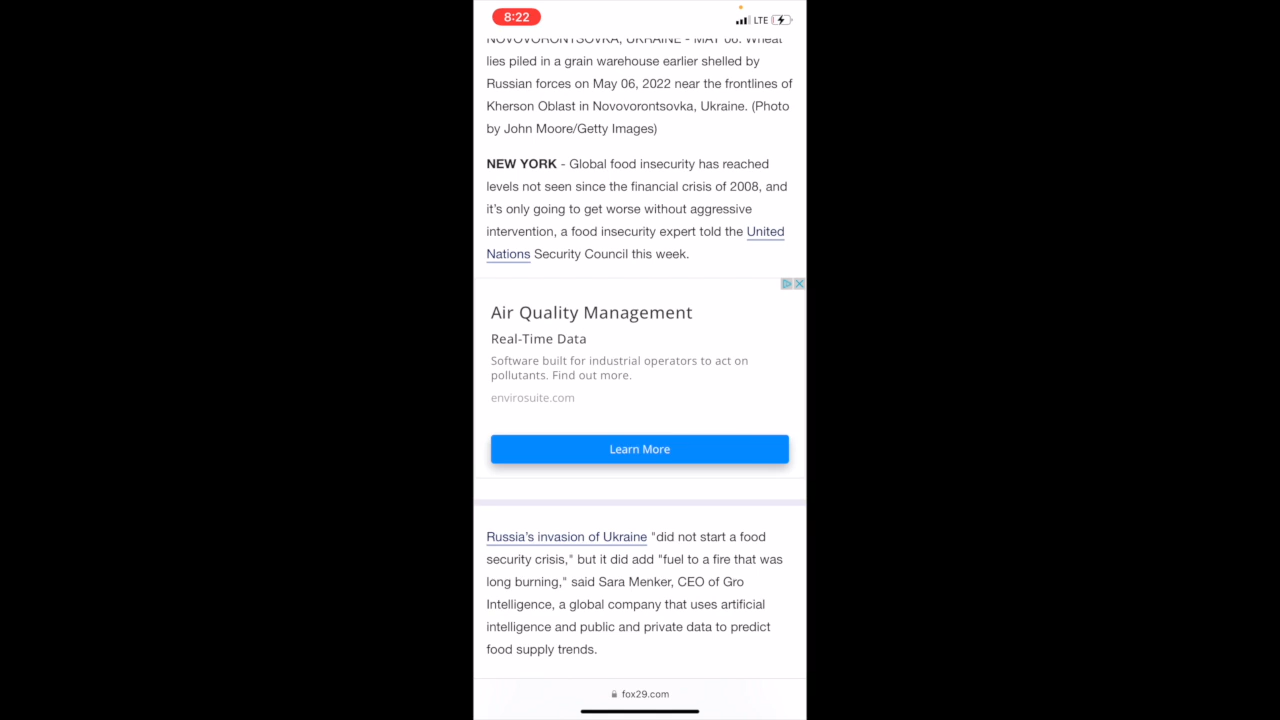 8:22
LTE
NOVOVORONTSOVKA, UKRAINE - MAY 06: Wheat
lies piled in a grain warehouse earlier shelled by
Russian forces on May 06, 2022 near the frontlines of
Kherson Oblast in Novovorontsovka, Ukraine. (Photo
by John Moore/Getty Images)
NEW YORK - Global food insecurity has reached
levels not seen since the financial crisis of 2008, and
it's only going to get worse without aggressive
intervention, a food insecurity expert told the United
Nations Security Council this week.
Air Quality Management
Real-Time Data
Software built for industrial operators to act on
pollutants. Find out more.
envirosuite.com
Learn More
Russia's invasion of Ukraine "did not start a food
security crisis," but it did add "fuel to a fire that was
long burning," said Sara Menker, CEO of Gro
Intelligence, a global company that uses artificial
intelligence and public and private data to predict
food supply trends.
fox29.com